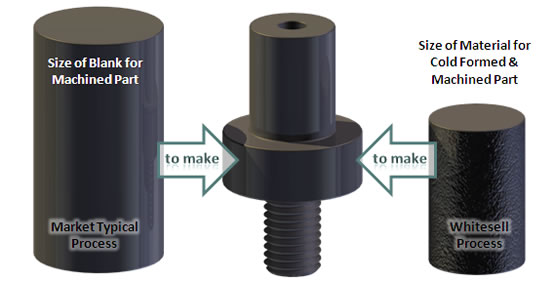 Size of Blank for
Machined Part
Size of Material for
Cold Formed &
Machined Part
to make
to make
Market Typical
Process
Whitesell
Process